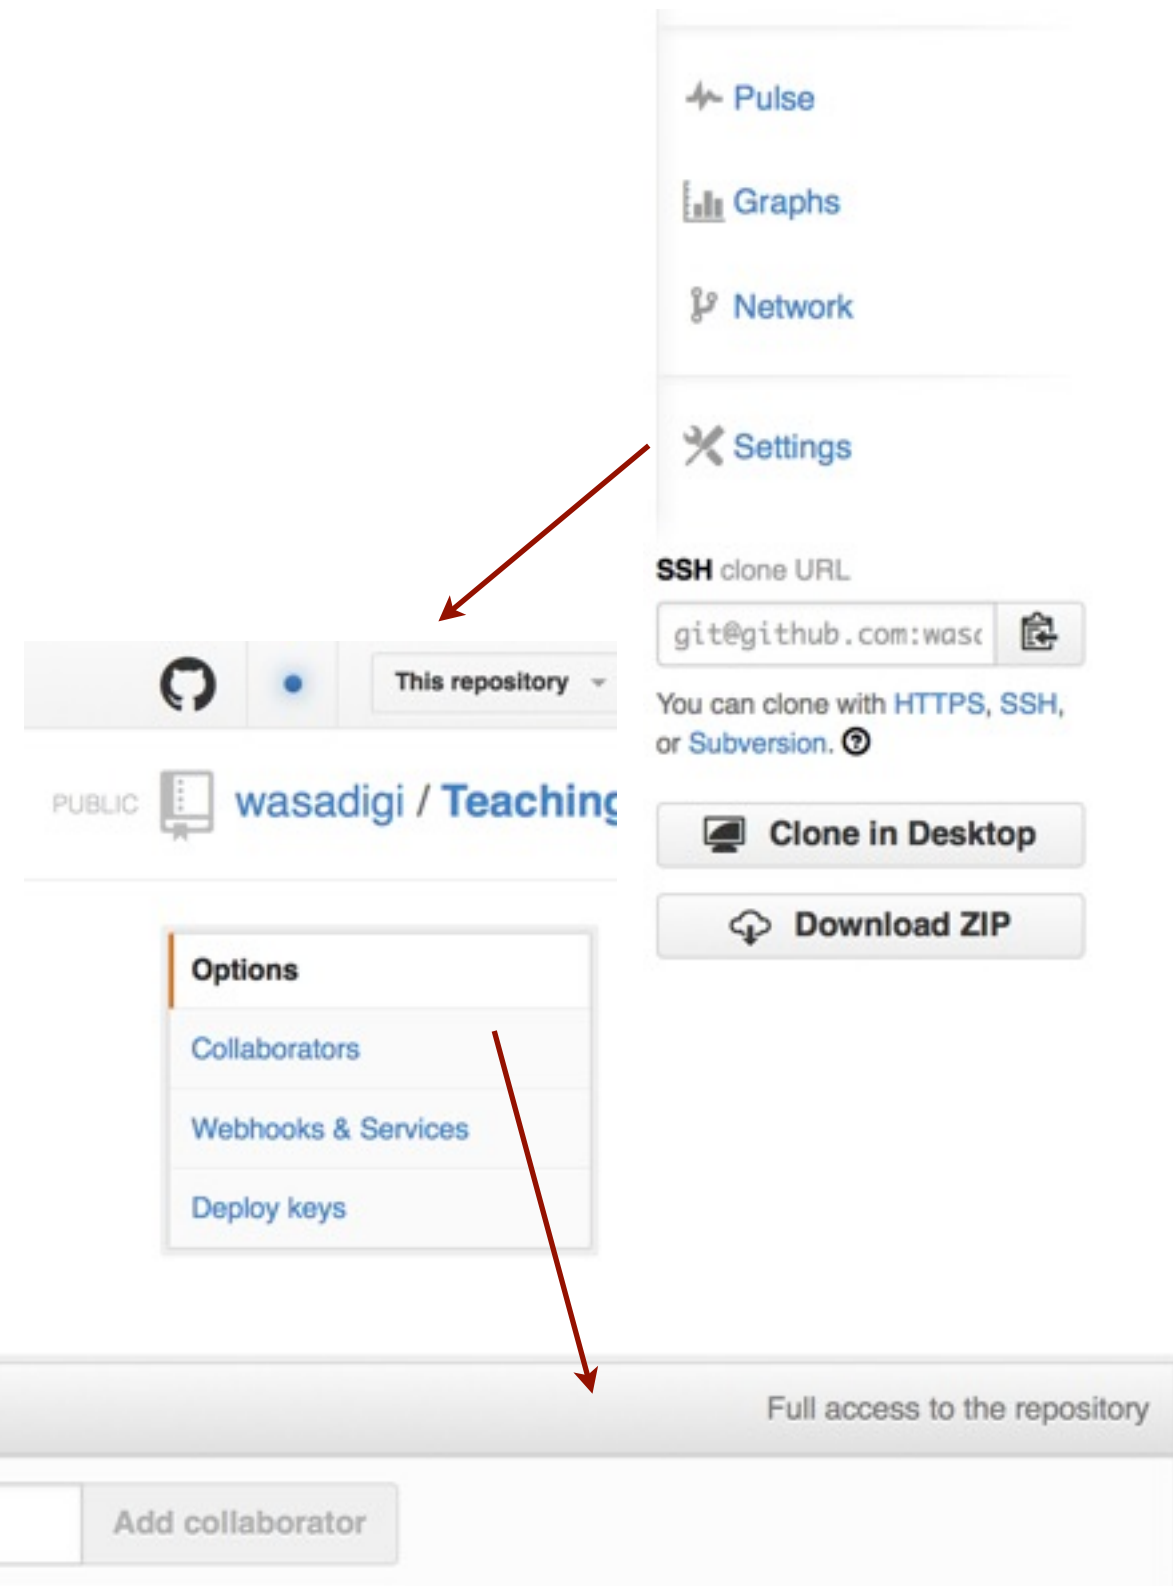 Pulse
Graphs
Network
Settings
SSH clone URL
git@github.com:wasc
You can clone with HTTPS, SSH,
or Subversion.
Clone in Desktop
Download ZIP
This repository
PUBLIC wasadigi / Teaching
Options
Collaborators
Webhooks & Services
Deploy keys
Full access to the repository
Add collaborator